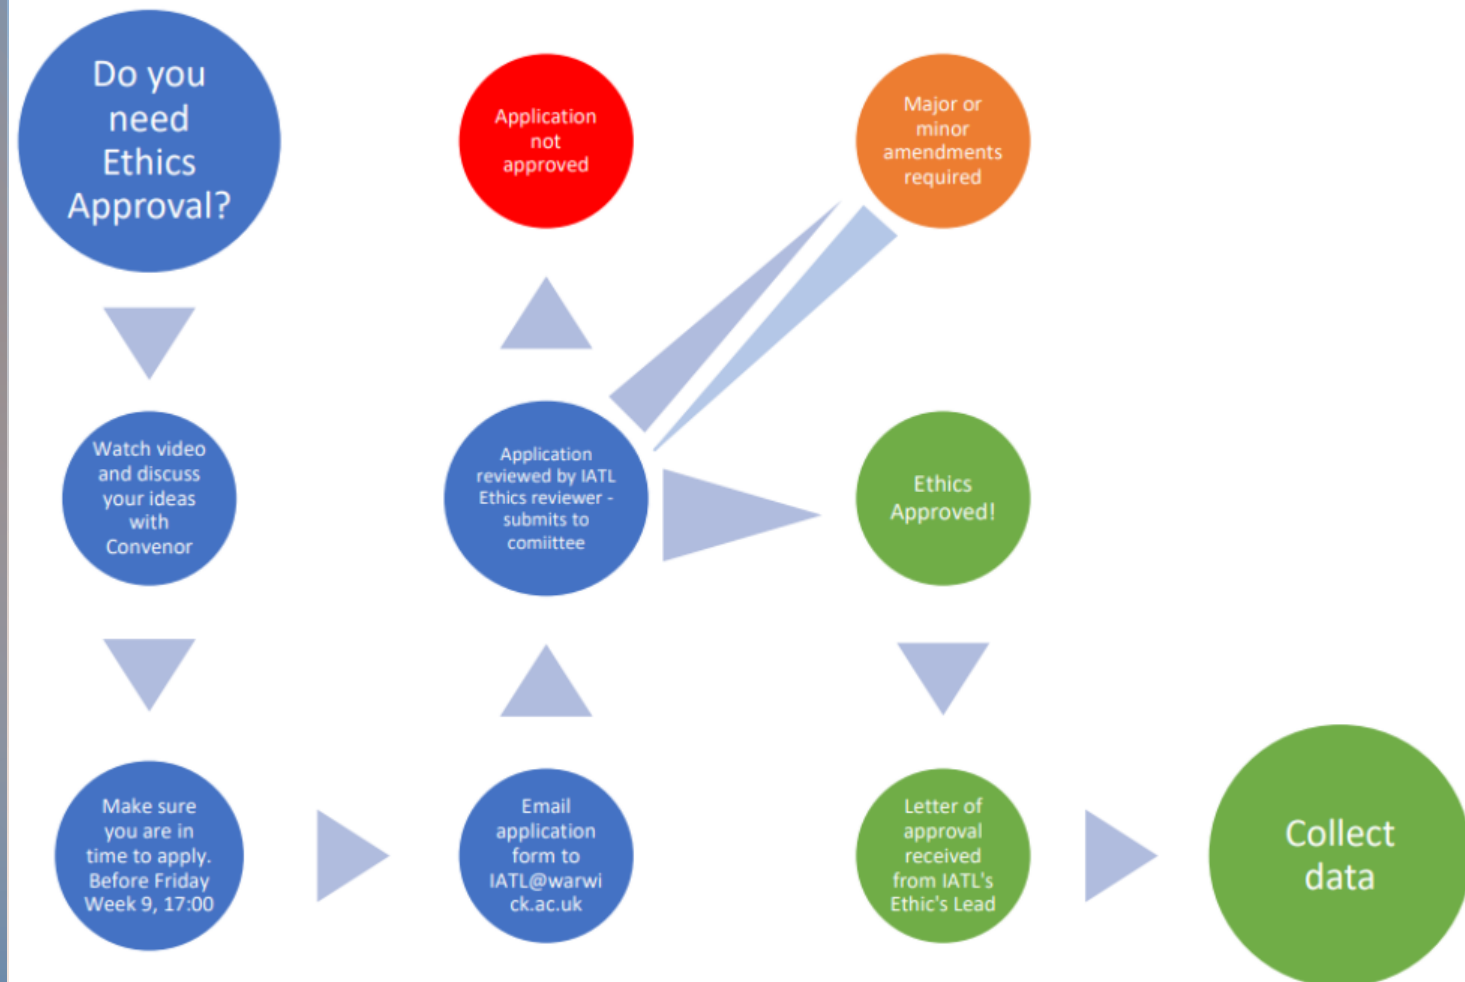 Do you
need
Ethics
Approval?
Watch video
and discuss
your ideas
with
Convenor
Make sure
you are in
time to apply.
Before Friday
Week 9, 17:00
Email
application
form to
IATL@warwi
ck.ac.uk
Application
reviewed by IATL
Ethics reviewer -
submits to
comiittee
Application
not
approved
Major or
minor
amendments
required
Ethics
Approved!
Letter of
approval
received
from IATL's
Ethic's Lead
Collect
data